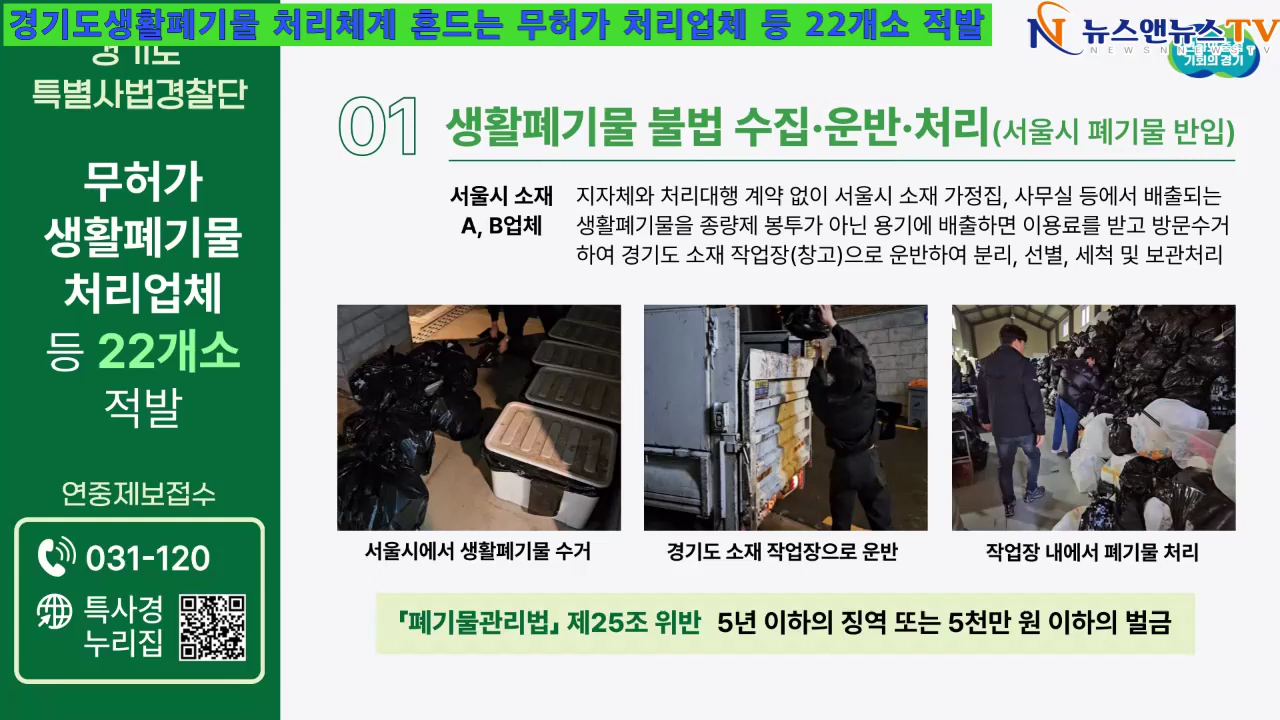 경기도생활폐기물 처리체계 흔드는 무허가 처리업체 등 22개소 적발
뉴스앤뉴스TV
NEWSNNEWSTV
기회의 경기
경기도
특별사법경찰단
무허가
생활폐기물
처리업체
등 22개소
적발
연중제보접수
031-120
특사경
누리집
01 생활폐기물 불법 수집·운반·처리(서울시 폐기물 반입)
서울시 소재
A, B업체
지자체와 처리대행 계약 없이 서울시 소재 가정집, 사무실 등에서 배출되는
생활폐기물을 종량제 봉투가 아닌 용기에 배출하면 이용료를 받고 방문수거
하여 경기도 소재 작업장(창고)으로 운반하여 분리, 선별, 세척 및 보관처리
서울시에서 생활폐기물 수거
경기도 소재 작업장으로 운반
작업장 내에서 폐기물 처리
「폐기물관리법」 제25조 위반 5년 이하의 징역 또는 5천만 원 이하의 벌금